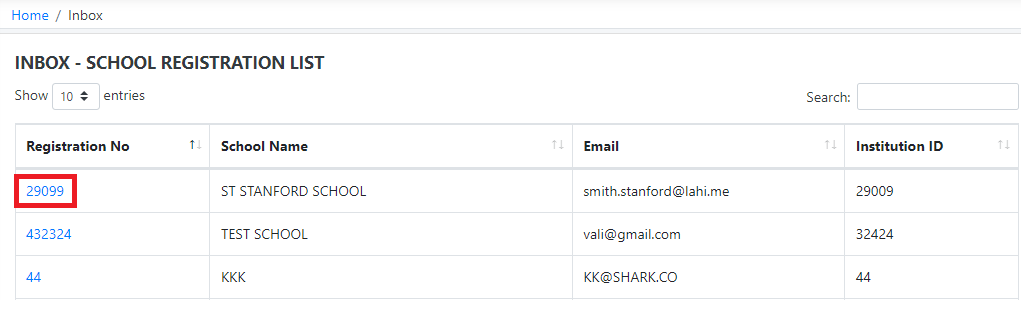 Home / Inbox
INBOX - SCHOOL REGISTRATION LIST
Show 10 entries
Search:
Registration No School Name Email Institution ID
29099 ST STANFORD SCHOOL smith.stanford@lahi.me 29009
432324 TEST SCHOOL vali@gmail.com 32424
44 KKK KK@SHARK.CO 44